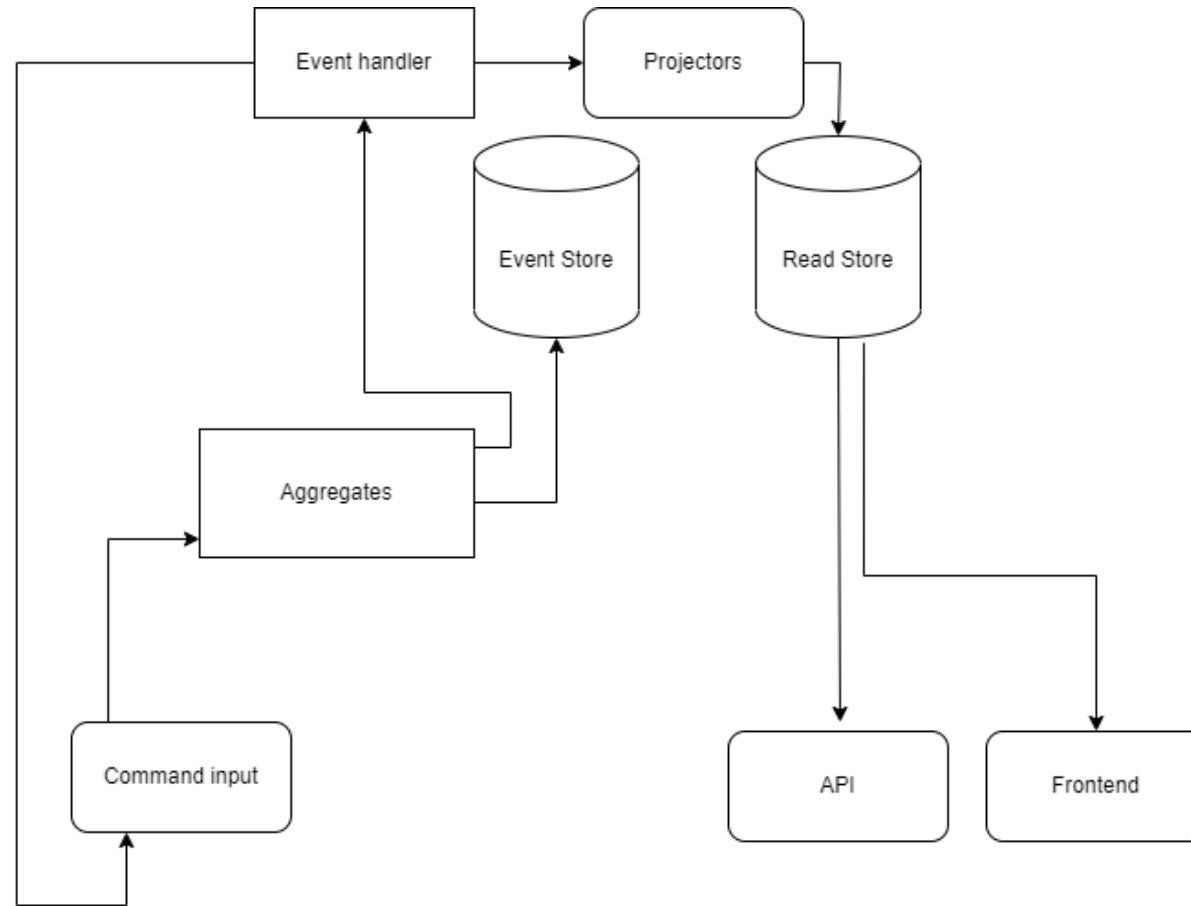 Event handler
Projectors
Event Store
Read Store
Aggregates
Command input
API
Frontend